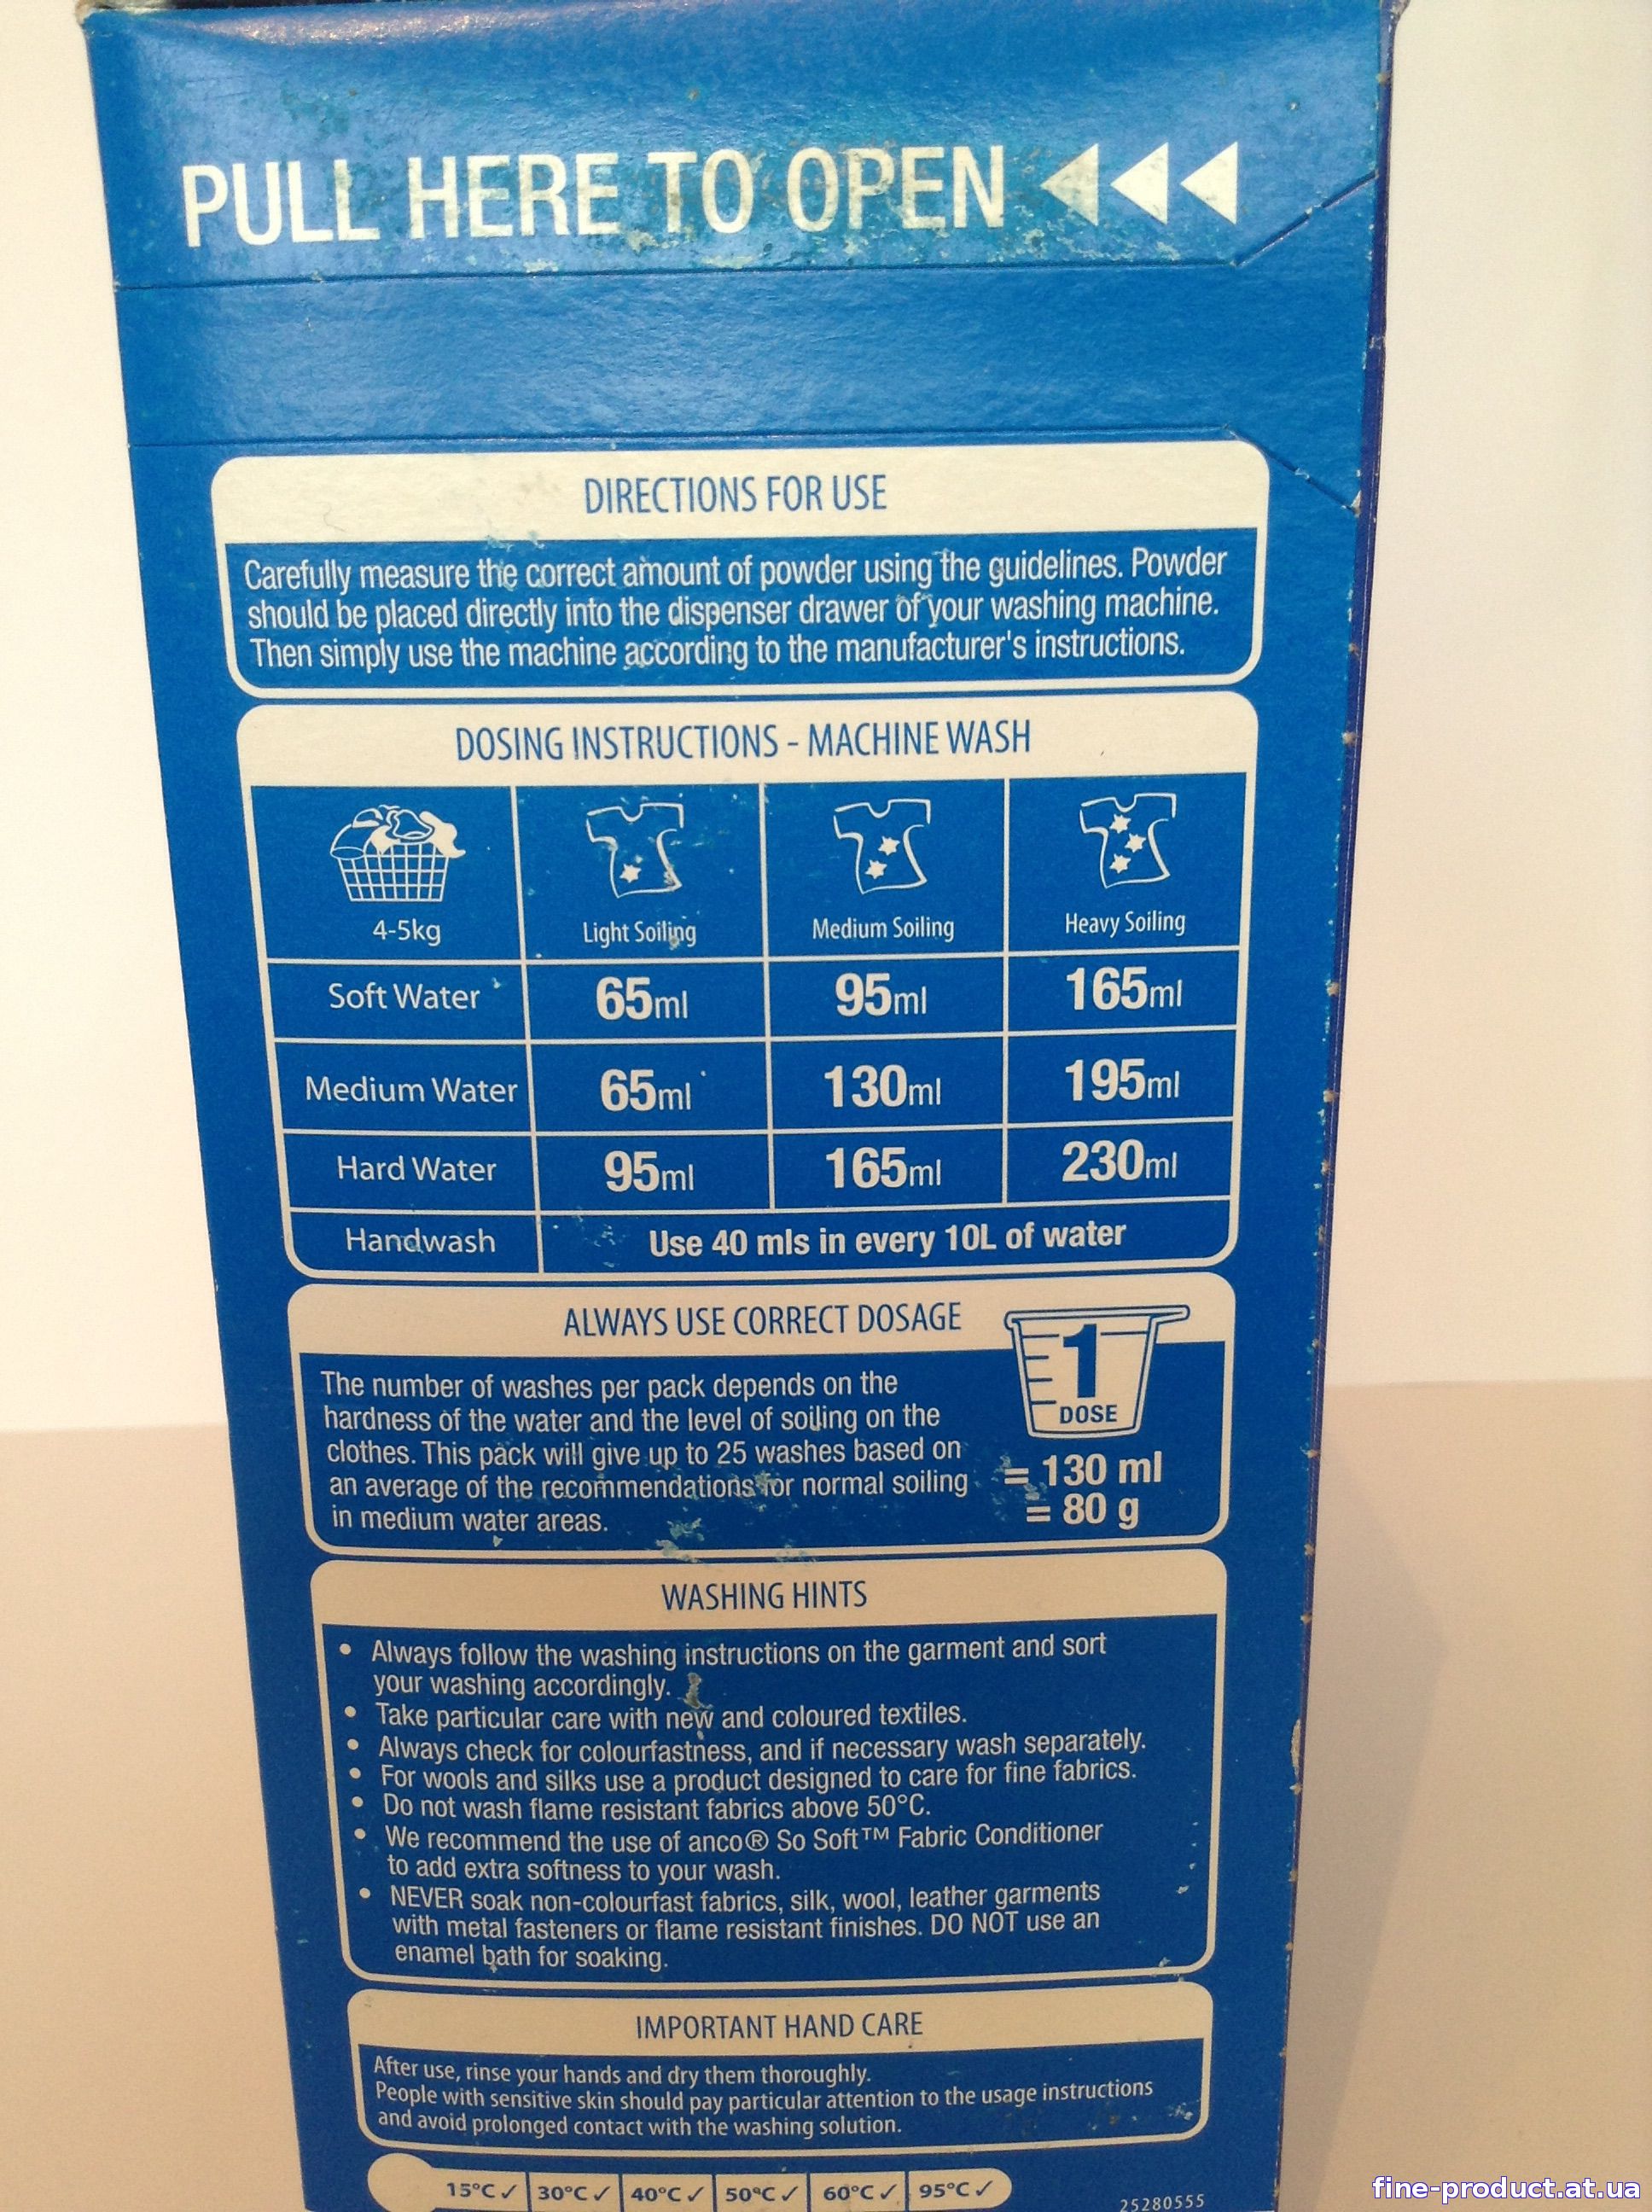 PULL HERE TO OPEN
DIRECTIONS FOR USE
Carefully measure the correct amount of powder using the guidelines. Powder
should be placed directly into the dispenser drawer of your washing machine.
Then simply use the machine according to the manufacturer's instructions.
DOSING INSTRUCTIONS - MACHINE WASH
4-5kg Light Soiling Medium Soiling Heavy Soiling
Soft Water 65ml 95ml 165ml
Medium Water 65ml 130ml 195ml
Hard Water 95ml 165ml 230ml
Handwash Use 40 mls in every 10L of water
ALWAYS USE CORRECT DOSAGE
The number of washes per pack depends on the
hardness of the water and the level of soiling on the
clothes. This pack will give up to 25 washes based on
an average of the recommendations for normal soiling
in medium water areas.
1
DOSE
= 130 ml
= 80 g
WASHING HINTS
• Always follow the washing instructions on the garment and sort
your washing accordingly.
• Take particular care with new and coloured textiles.
• Always check for colourfastness, and if necessary wash separately.
• For wools and silks use a product designed to care for fine fabrics.
• Do not wash flame resistant fabrics above 50°C.
• We recommend the use of anco® So Soft™ Fabric Conditioner
to add extra softness to your wash.
• NEVER soak non-colourfast fabrics, silk, wool, leather garments
with metal fasteners or flame resistant finishes. DO NOT use an
enamel bath for soaking.
IMPORTANT HAND CARE
After use, rinse your hands and dry them thoroughly.
People with sensitive skin should pay particular attention to the usage instructions
and avoid prolonged contact with the washing solution.
15°C ✓ 30°C ✓ 40°C ✓ 50°C ✓ 60°C ✓ 95°C ✓
25280555
fine-product.at.ua